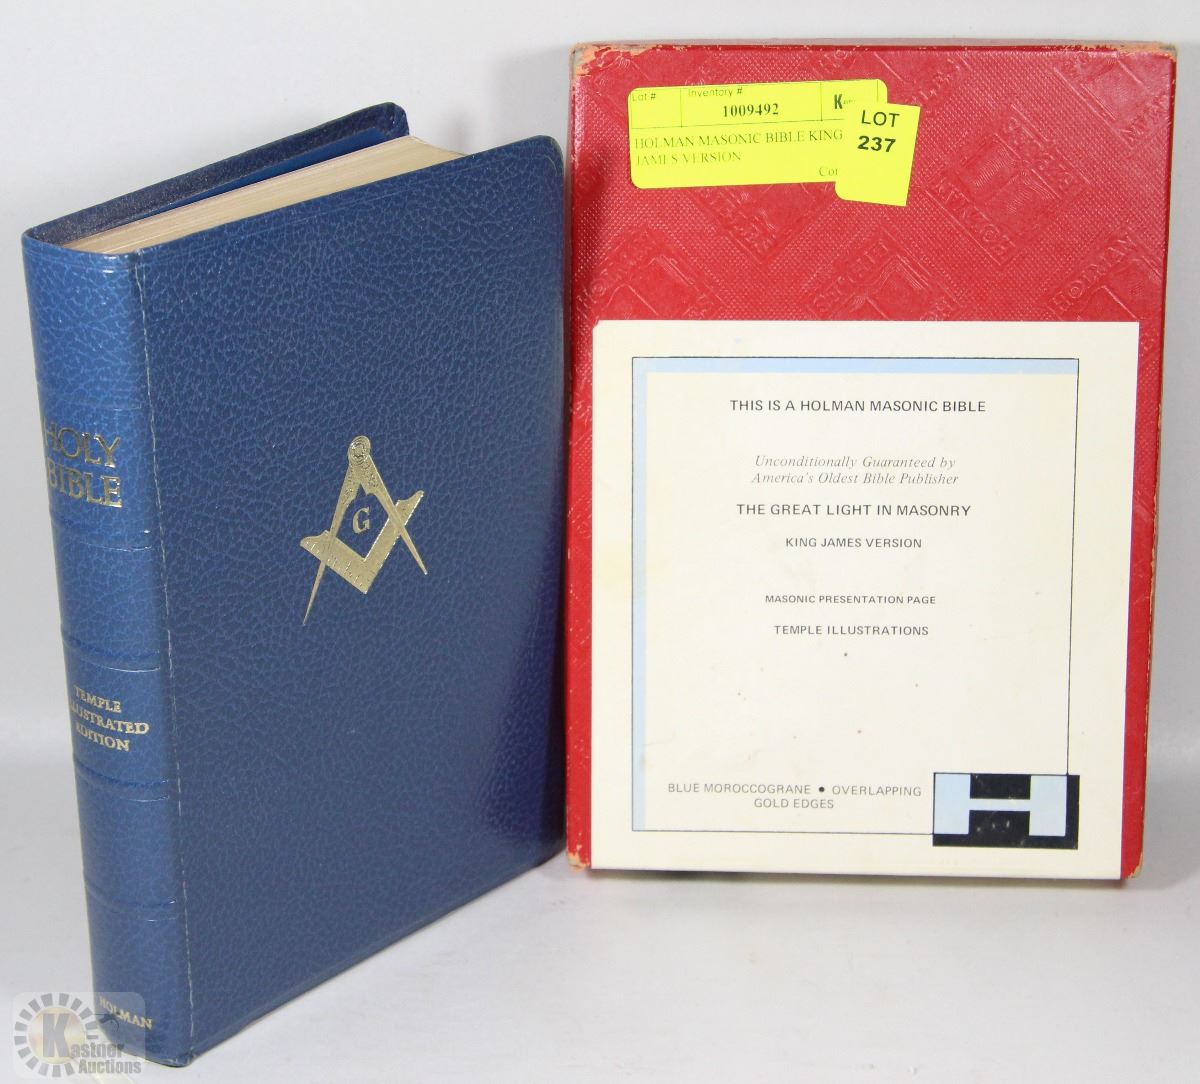 HOLY
BIBLE
TEMPLE
ILLUSTRATED
EDITION
HOLMAN
G
Lot # Inventory #
1009492
HOLMAN MASONIC BIBLE KING
JAMES VERSION
LOT
237
HOLMAN
THIS IS A HOLMAN MASONIC BIBLE
Unconditionally Guaranteed by
America's Oldest Bible Publisher
THE GREAT LIGHT IN MASONRY
KING JAMES VERSION
MASONIC PRESENTATION PAGE
TEMPLE ILLUSTRATIONS
BLUE MOROCCOGRANE • OVERLAPPING
GOLD EDGES
H
Kastner
Auctions